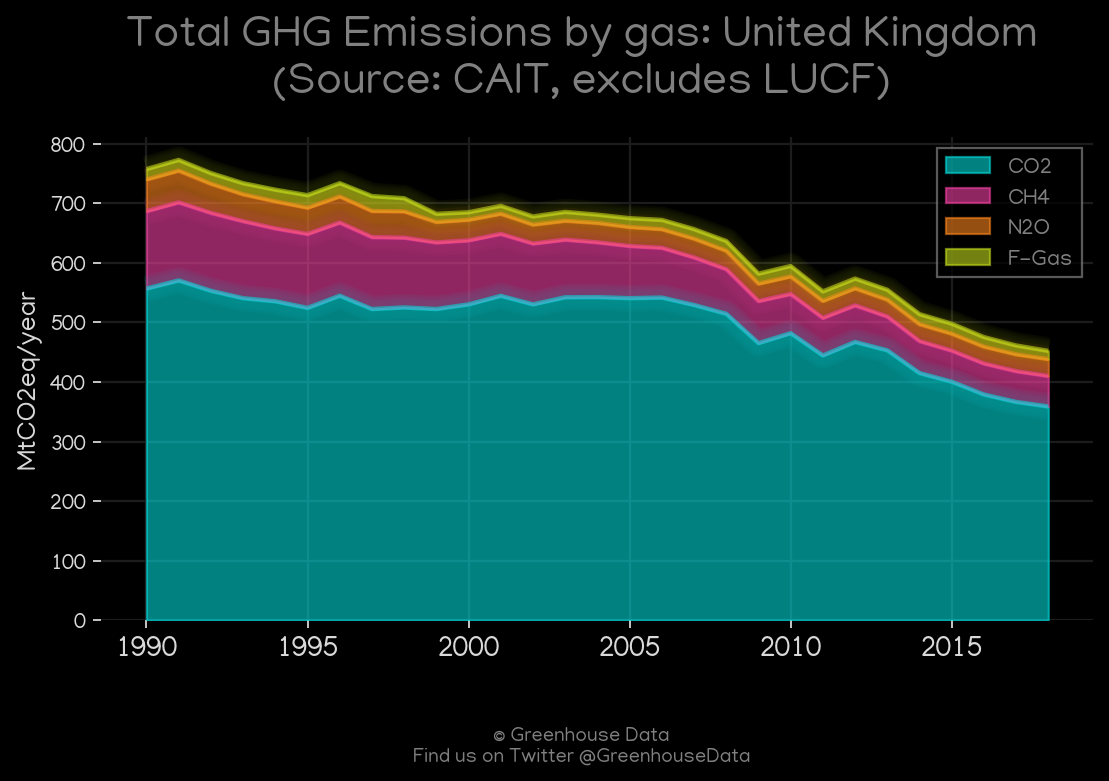 Total GHG Emissions by gas: United Kingdom
(Source: CAIT, excludes LUCF)
MtCO2eq/year
800
700
600
500
400
300
200
100
0
1990 1995 2000 2005 2010 2015
CO2
CH4
N2O
F-Gas
© Greenhouse Data
Find us on Twitter @GreenhouseData